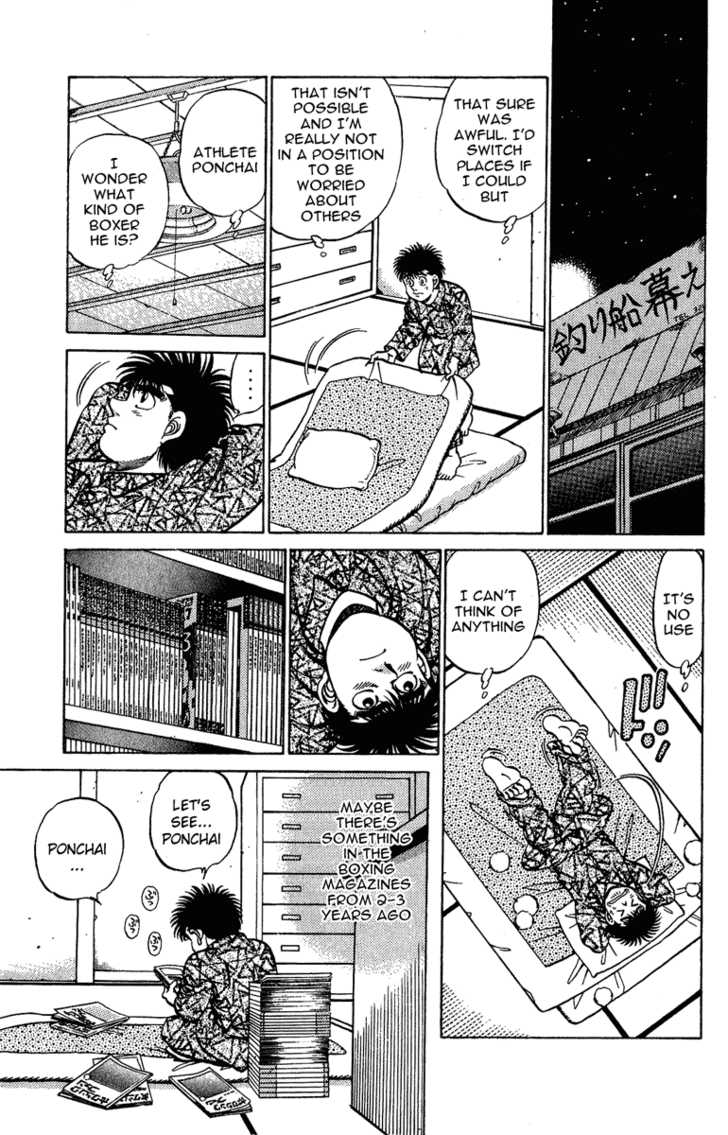 釣り船幕え
TEL
THAT SURE
WAS
AWFUL. I'D
SWITCH
PLACES IF
I COULD
BUT
THAT ISN'T
POSSIBLE
AND I'M
REALLY NOT
IN A POSITION
TO BE
WORRIED
ABOUT
OTHERS
ATHLETE
PONCHAI
I
WONDER
WHAT
KIND OF
BOXER
HE IS?
....
IT'S
NO
USE
I CAN'T
THINK OF
ANYTHING
MAYBE
THERE'S
SOMETHING
IN THE
BOXING
MAGAZINES
FROM 2-3
YEARS AGO
LET'S
SEE...
PONCHAI
PONCHAI
...